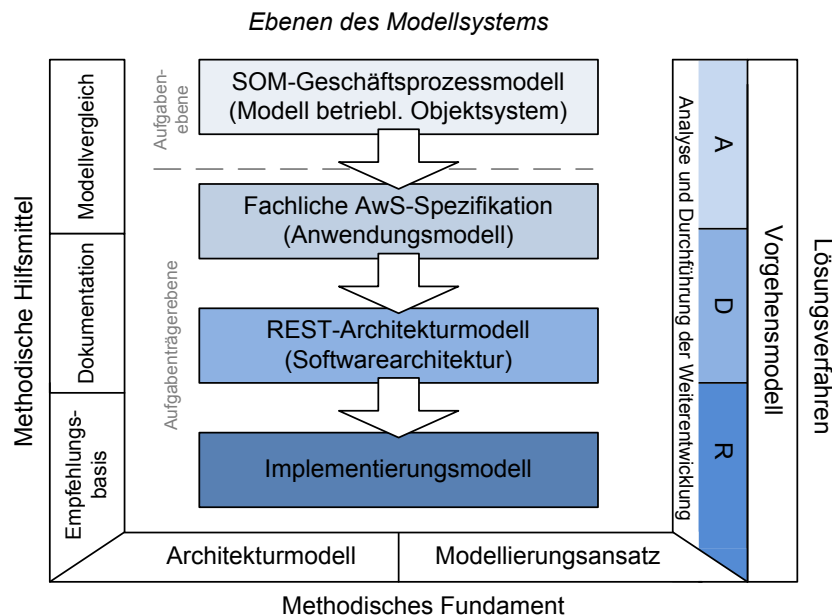 Ebenen des Modellsystems
Methodische Hilfsmittel
Modellvergleich
Dokumentation
Empfehlungs-
basis
Aufgaben-
ebene
Aufgabenträgerebene
SOM-Geschäftsprozessmodell
(Modell betriebl. Objektsystem)
Fachliche AwS-Spezifikation
(Anwendungsmodell)
REST-Architekturmodell
(Softwarearchitektur)
Implementierungsmodell
Analyse und Durchführung der Weiterentwicklung
A
D
R
Vorgehensmodell
Lösungsverfahren
Architekturmodell
Modellierungsansatz
Methodisches Fundament